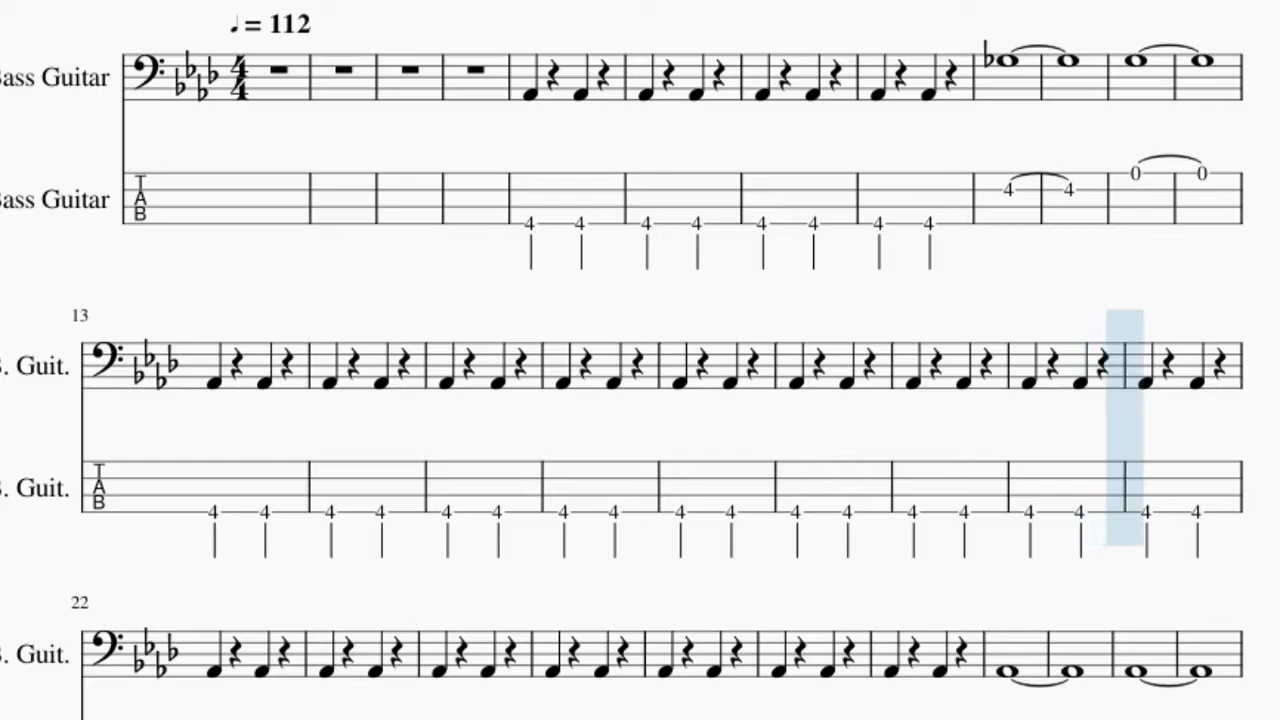 ♩ = 112
Bass Guitar
4 4
Bass Guitar
T A B
4 4 4 4 4 4 4 4 4 4 0 0
13
B. Guit.
B. Guit.
T A B
4 4 4 4 4 4 4 4 4 4 4 4 4 4 4 4 4 4
22
B. Guit.